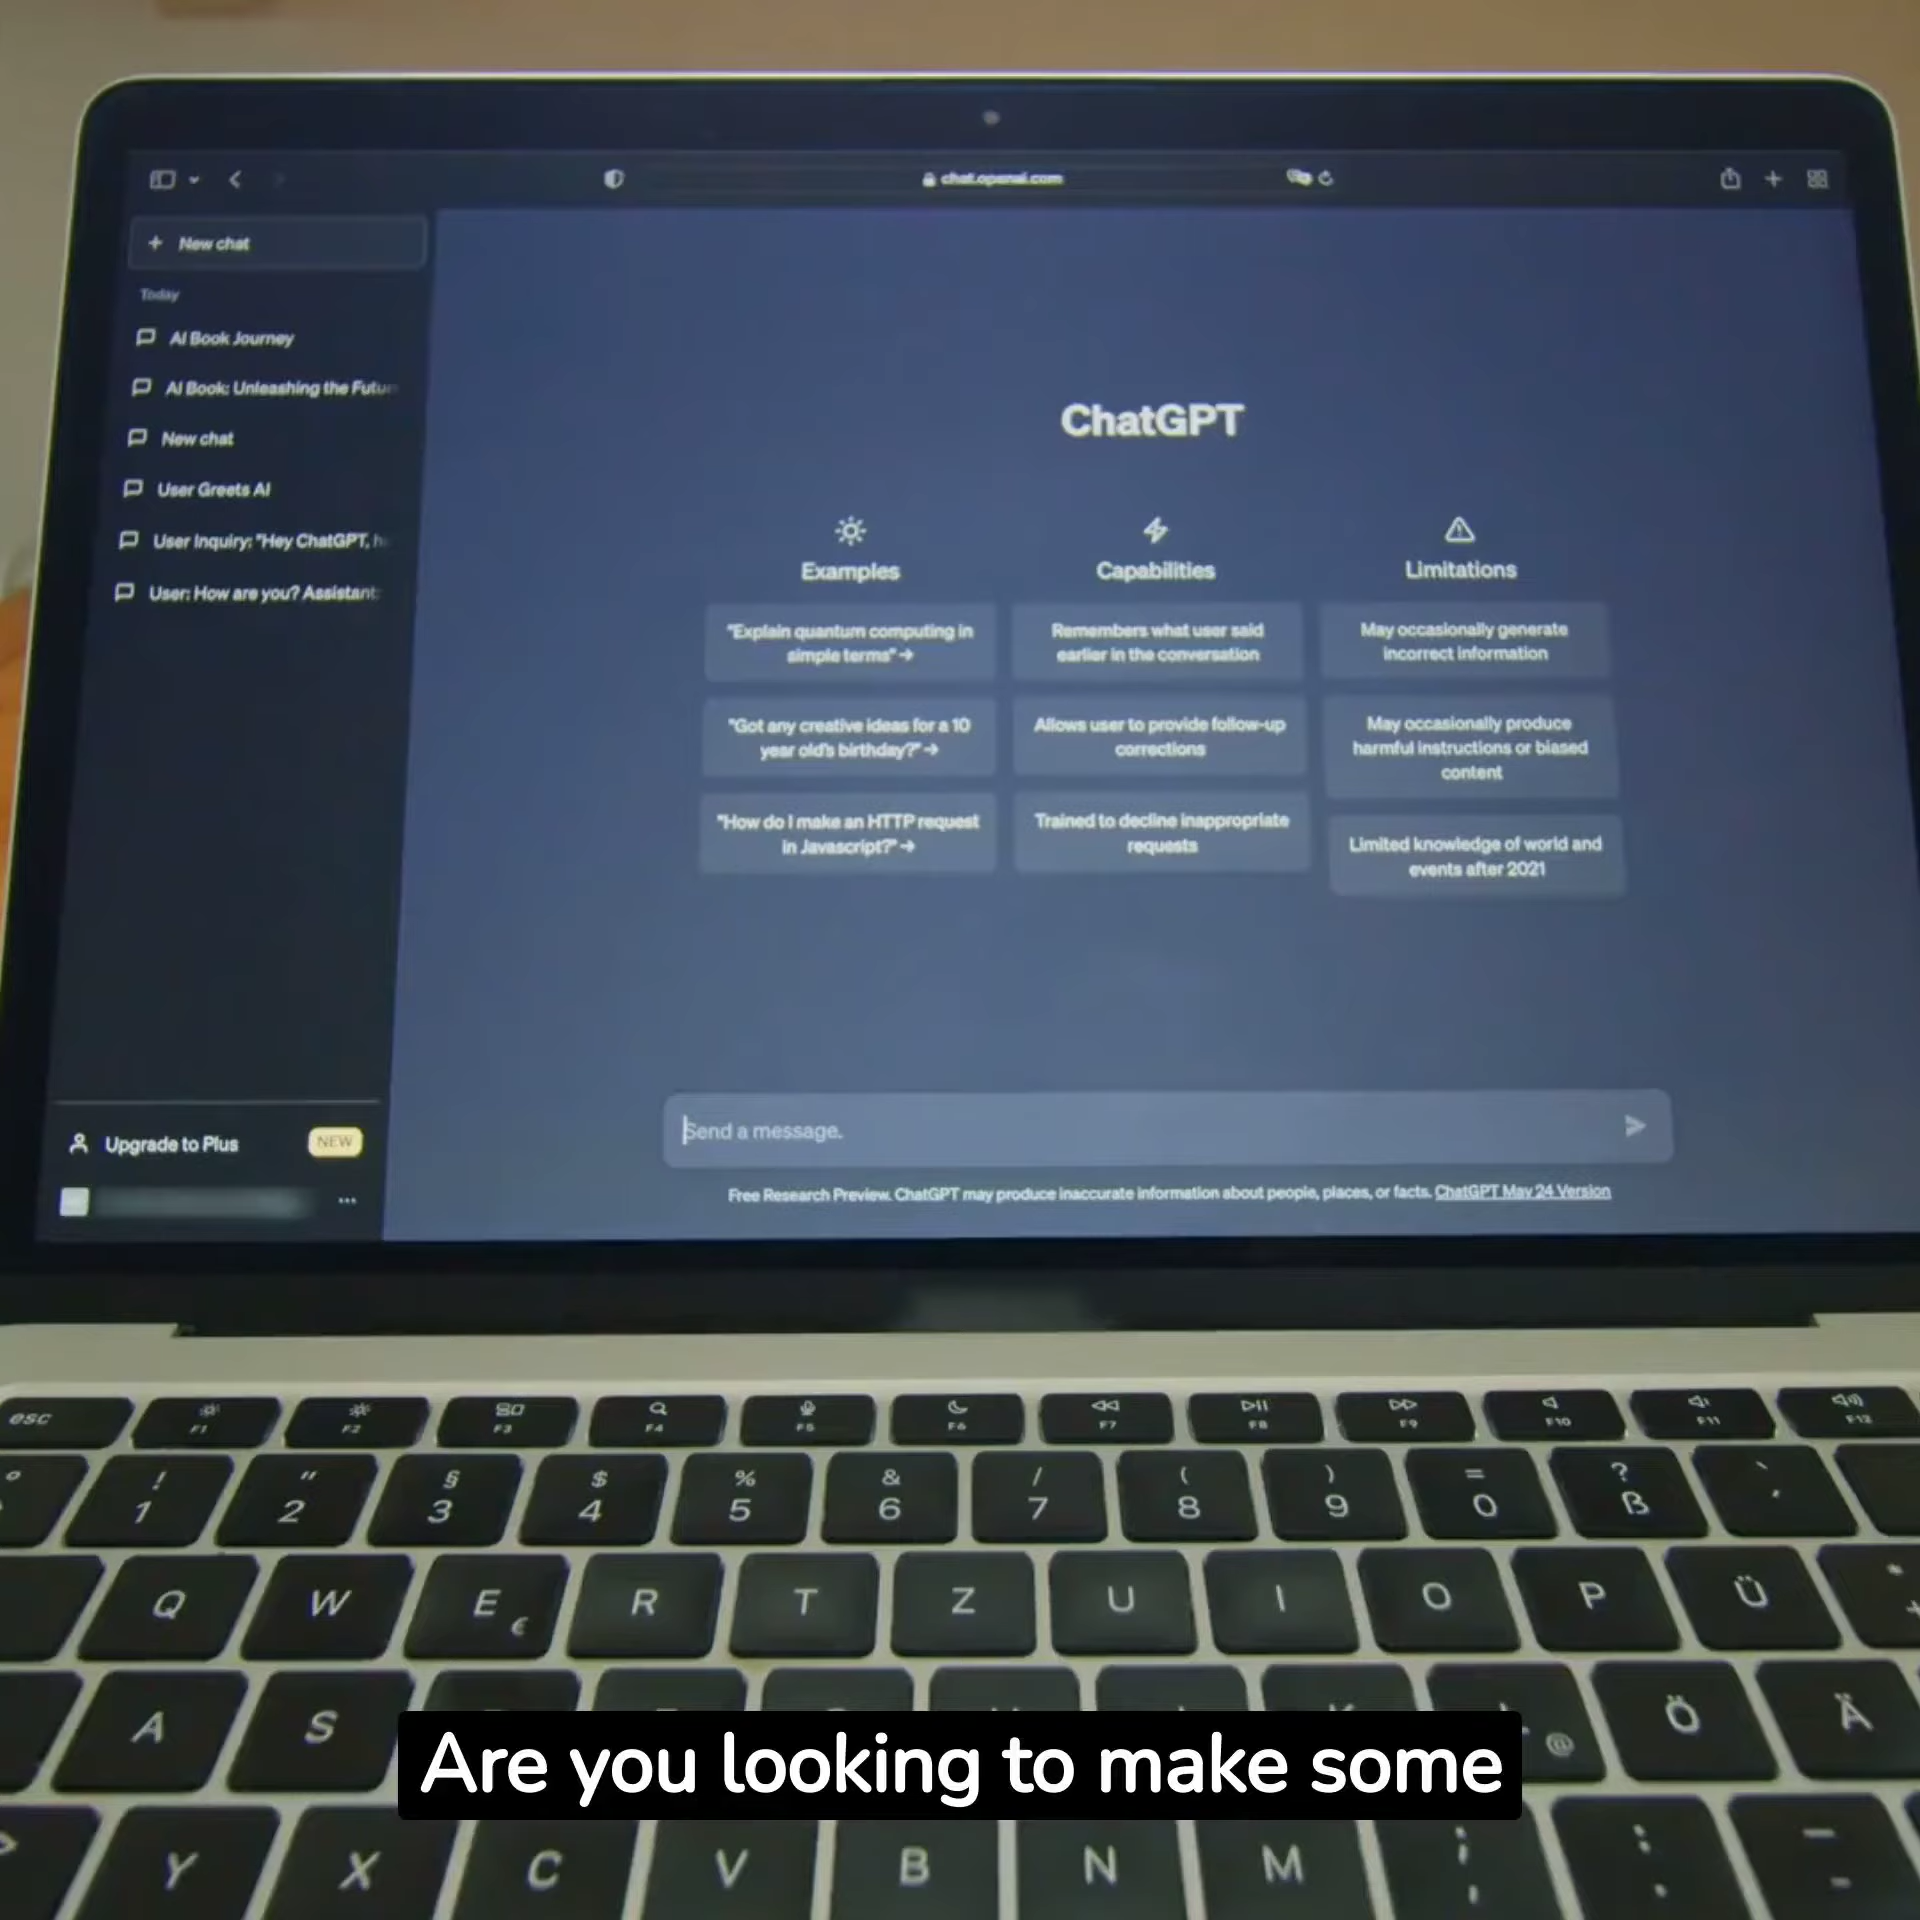 chat.openai.com
New chat
Today
AI Book Journey
AI Book: Unleashing the Futu
New chat
User Greets AI
User Inquiry: "Hey ChatGPT, h
User: How are you? Assistant:
Upgrade to Plus
NEW
ChatGPT
Examples
"Explain quantum computing in
simple terms" →
"Got any creative ideas for a 10
year old's birthday?" →
"How do I make an HTTP request
in Javascript?" →
Capabilities
Remembers what user said
earlier in the conversation
Allows user to provide follow-up
corrections
Trained to decline inappropriate
requests
Limitations
May occasionally generate
incorrect information
May occasionally produce
harmful instructions or biased
content
Limited knowledge of world and
events after 2021
Send a message.
Free Research Preview. ChatGPT may produce inaccurate information about people, places, or facts. ChatGPT May 24 Version
esc F1 F2 F3 F4 F5 F6 F7 F8 F9 F10 F11 F12
° ! " § $ % & / ( ) = ? `
1 2 3 4 5 6 7 8 9 0 ß ´
Q W E € R T Z U I O P Ü * +
A S @ Ö Ä
Are you looking to make some
> Y X C V B N M ; , : . _ -